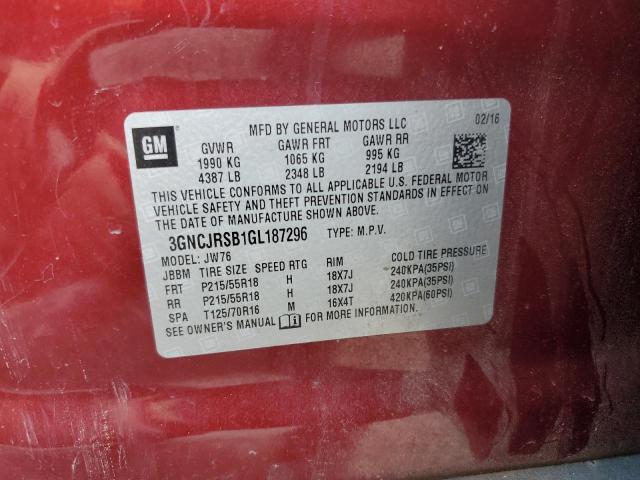 GM
MFD BY GENERAL MOTORS LLC 02/16
GVWR GAWR FRT GAWR RR
1990 KG 1065 KG 995 KG
4387 LB 2348 LB 2194 LB
THIS VEHICLE CONFORMS TO ALL APPLICABLE U.S. FEDERAL MOTOR
VEHICLE SAFETY AND THEFT PREVENTION STANDARDS IN EFFECT ON
THE DATE OF MANUFACTURE SHOWN ABOVE.
3GNCJRSB1GL187296 TYPE: M.P.V.
MODEL: JW76
JBBM TIRE SIZE SPEED RTG RIM COLD TIRE PRESSURE
FRT P215/55R18 H 18X7J 240KPA(35PSI)
RR P215/55R18 H 18X7J 240KPA(35PSI)
SPA T125/70R16 M 16X4T 420KPA(60PSI)
SEE OWNER'S MANUAL FOR MORE INFORMATION.